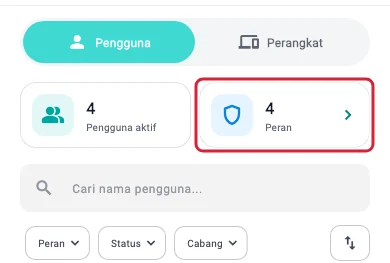 Pengguna
Perangkat
4
Pengguna aktif
4
Peran
Cari nama pengguna...
Peran
Status
Cabang